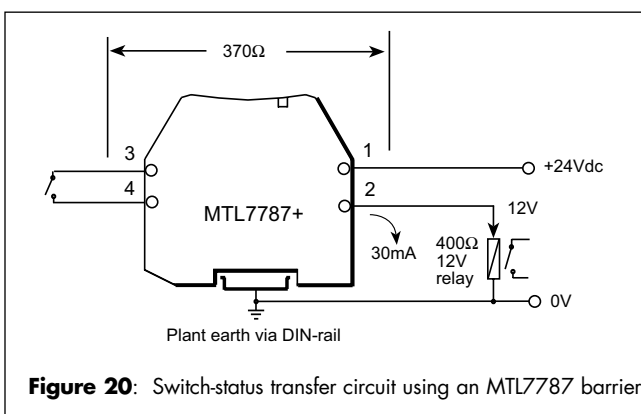 370Ω
3
1
+24Vdc
4
2
12V
MTL7787+
30mA
400Ω
12V
relay
0V
Plant earth via DIN-rail
Figure 20: Switch-status transfer circuit using an MTL7787 barrier